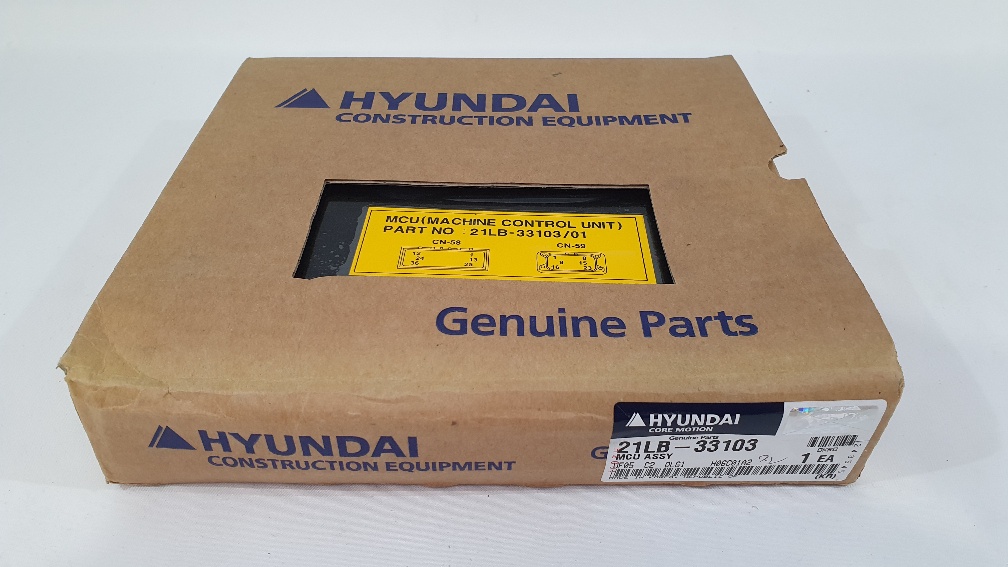 HYUNDAI
CONSTRUCTION EQUIPMENT
MCU(MACHINE CONTROL UNIT)
PART NO : 21LB-33103/01
CN-58
CN-59
Genuine Parts
HYUNDAI
CONSTRUCTION EQUIPMENT
G
HYUNDAI
CORE MOTION
Genuine Parts
21LB-33103
MCU ASSY
1 EA
(KR)